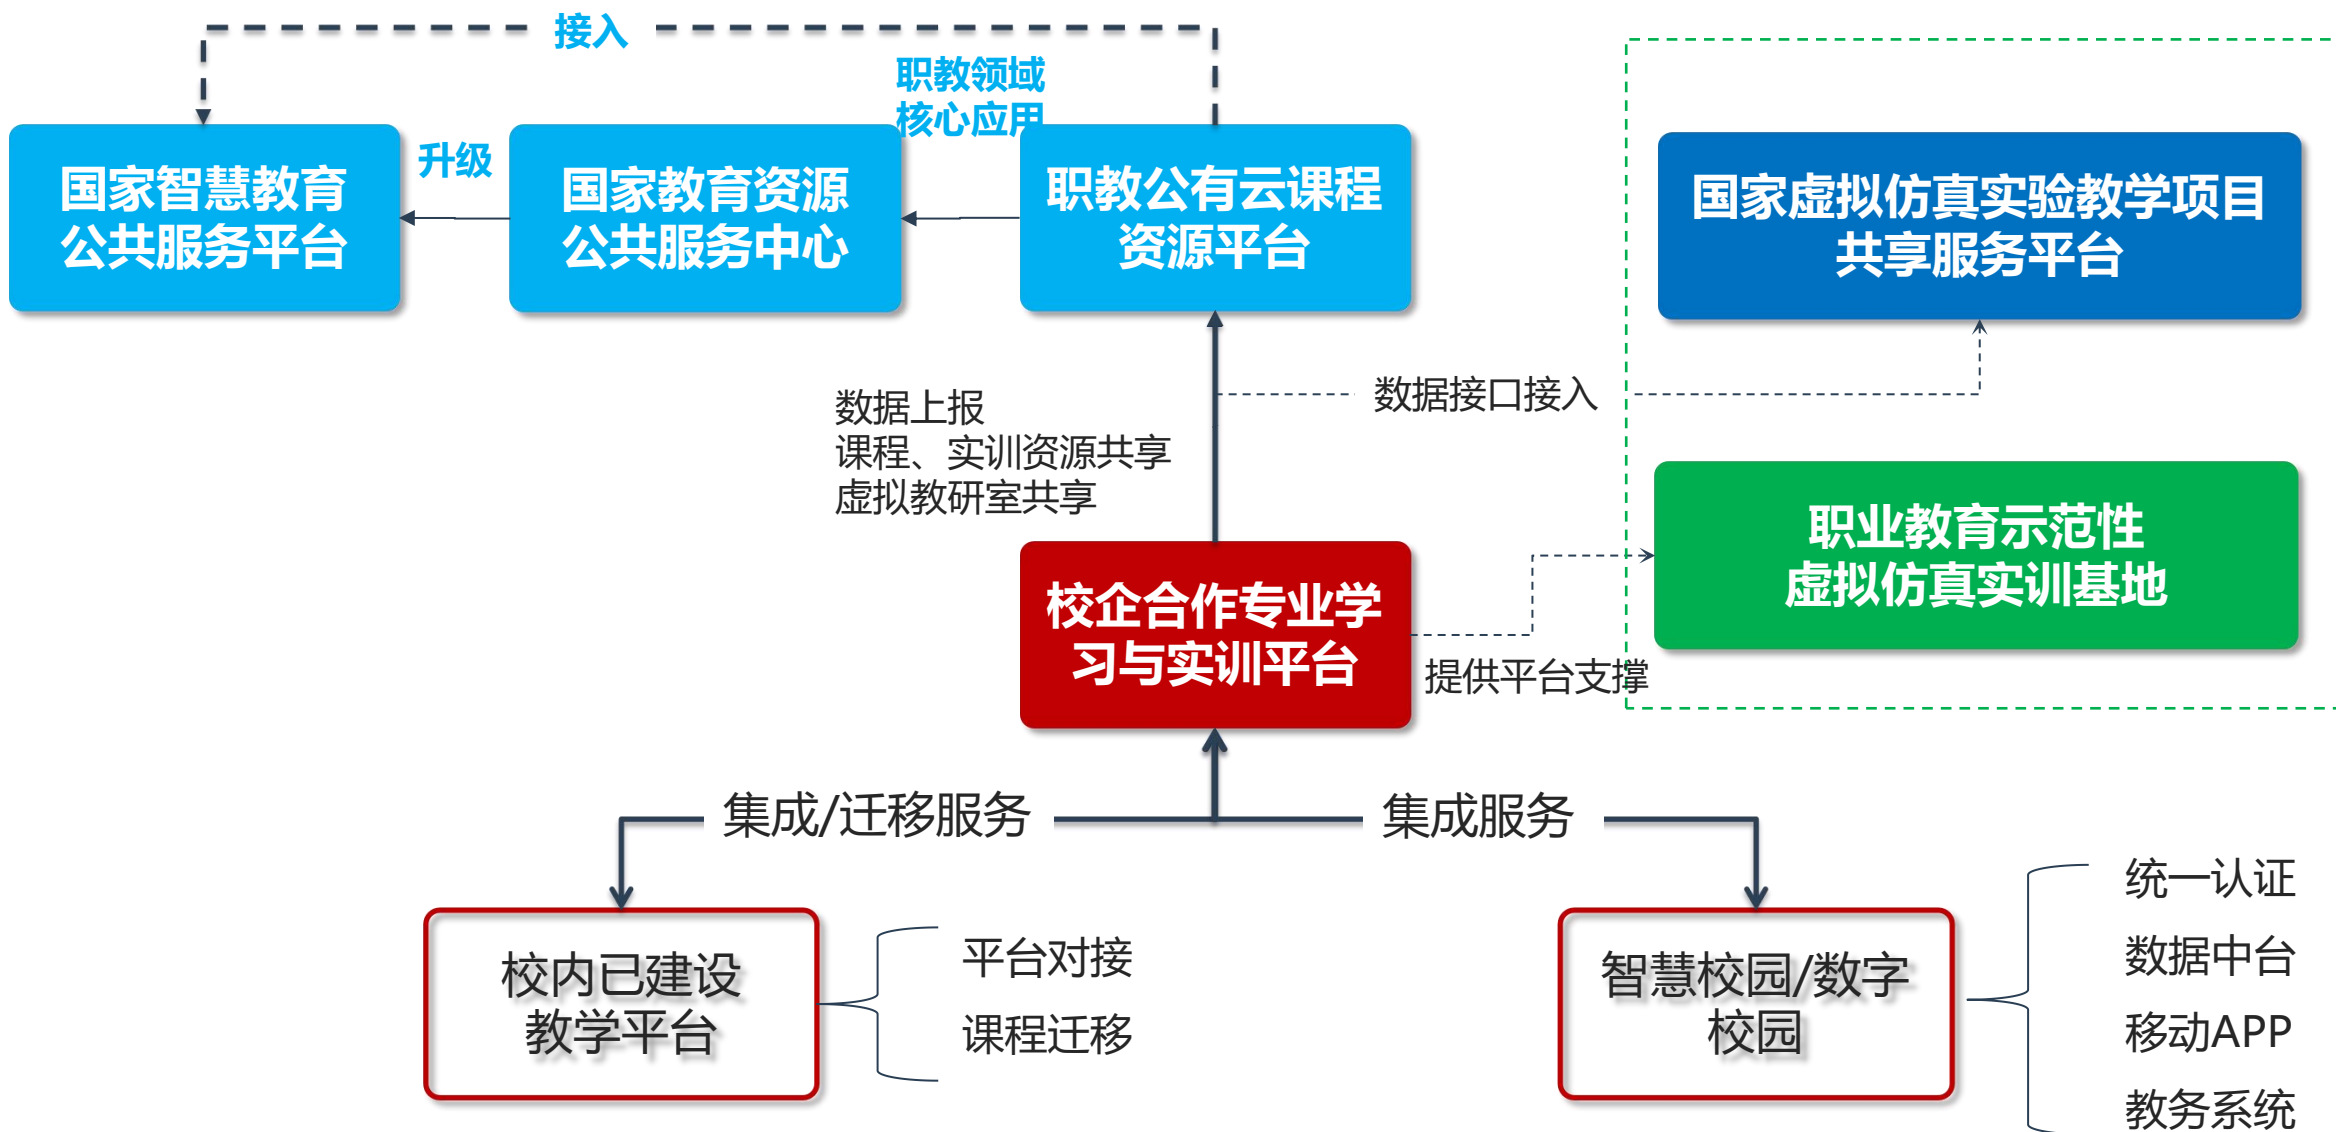 接入
职教领域
核心应用
国家智慧教育
公共服务平台
升级
国家教育资源
公共服务中心
职教公有云课程
资源平台
国家虚拟仿真实验教学项目
共享服务平台
数据上报
课程、实训资源共享
虚拟教研室共享
数据接口接入
职业教育示范性
虚拟仿真实训基地
校企合作专业学
习与实训平台
提供平台支撑
集成/迁移服务
集成服务
校内已建设
教学平台
平台对接
课程迁移
智慧校园/数字
校园
统一认证
数据中台
移动APP
教务系统